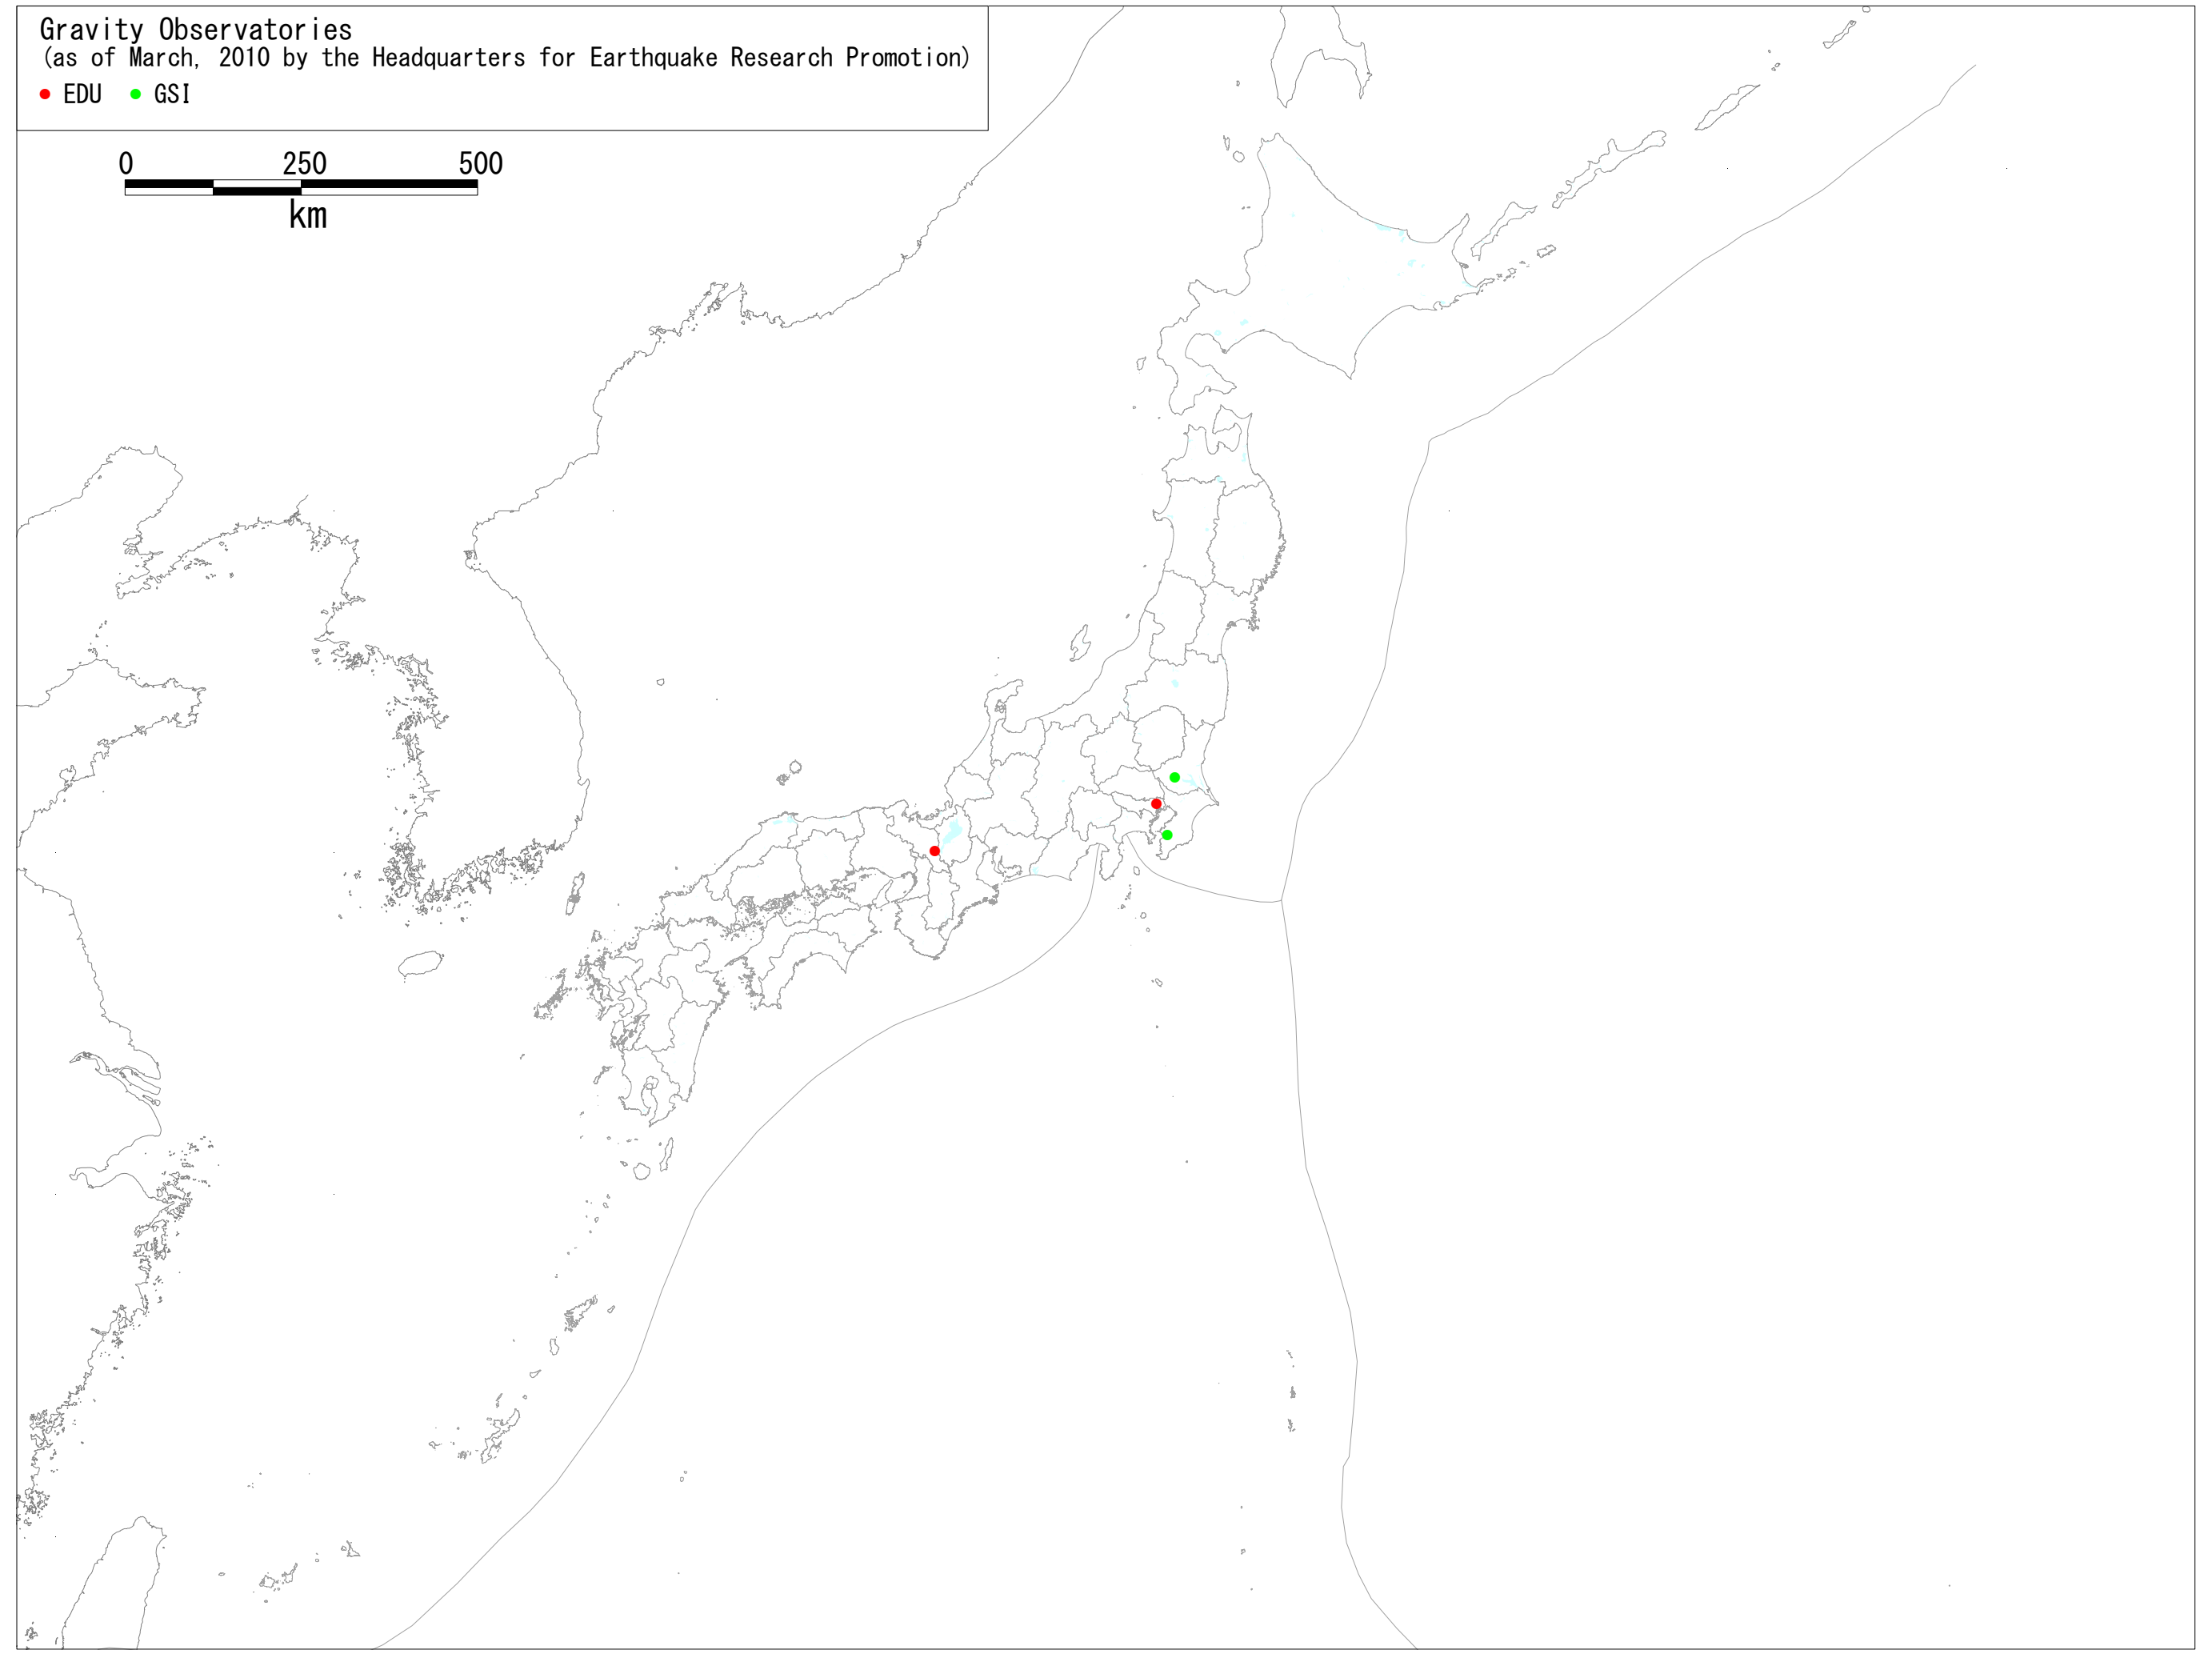 Gravity Observatories
(as of March, 2010 by the Headquarters for Earthquake Research Promotion)
EDU GSI
0 250 500
km